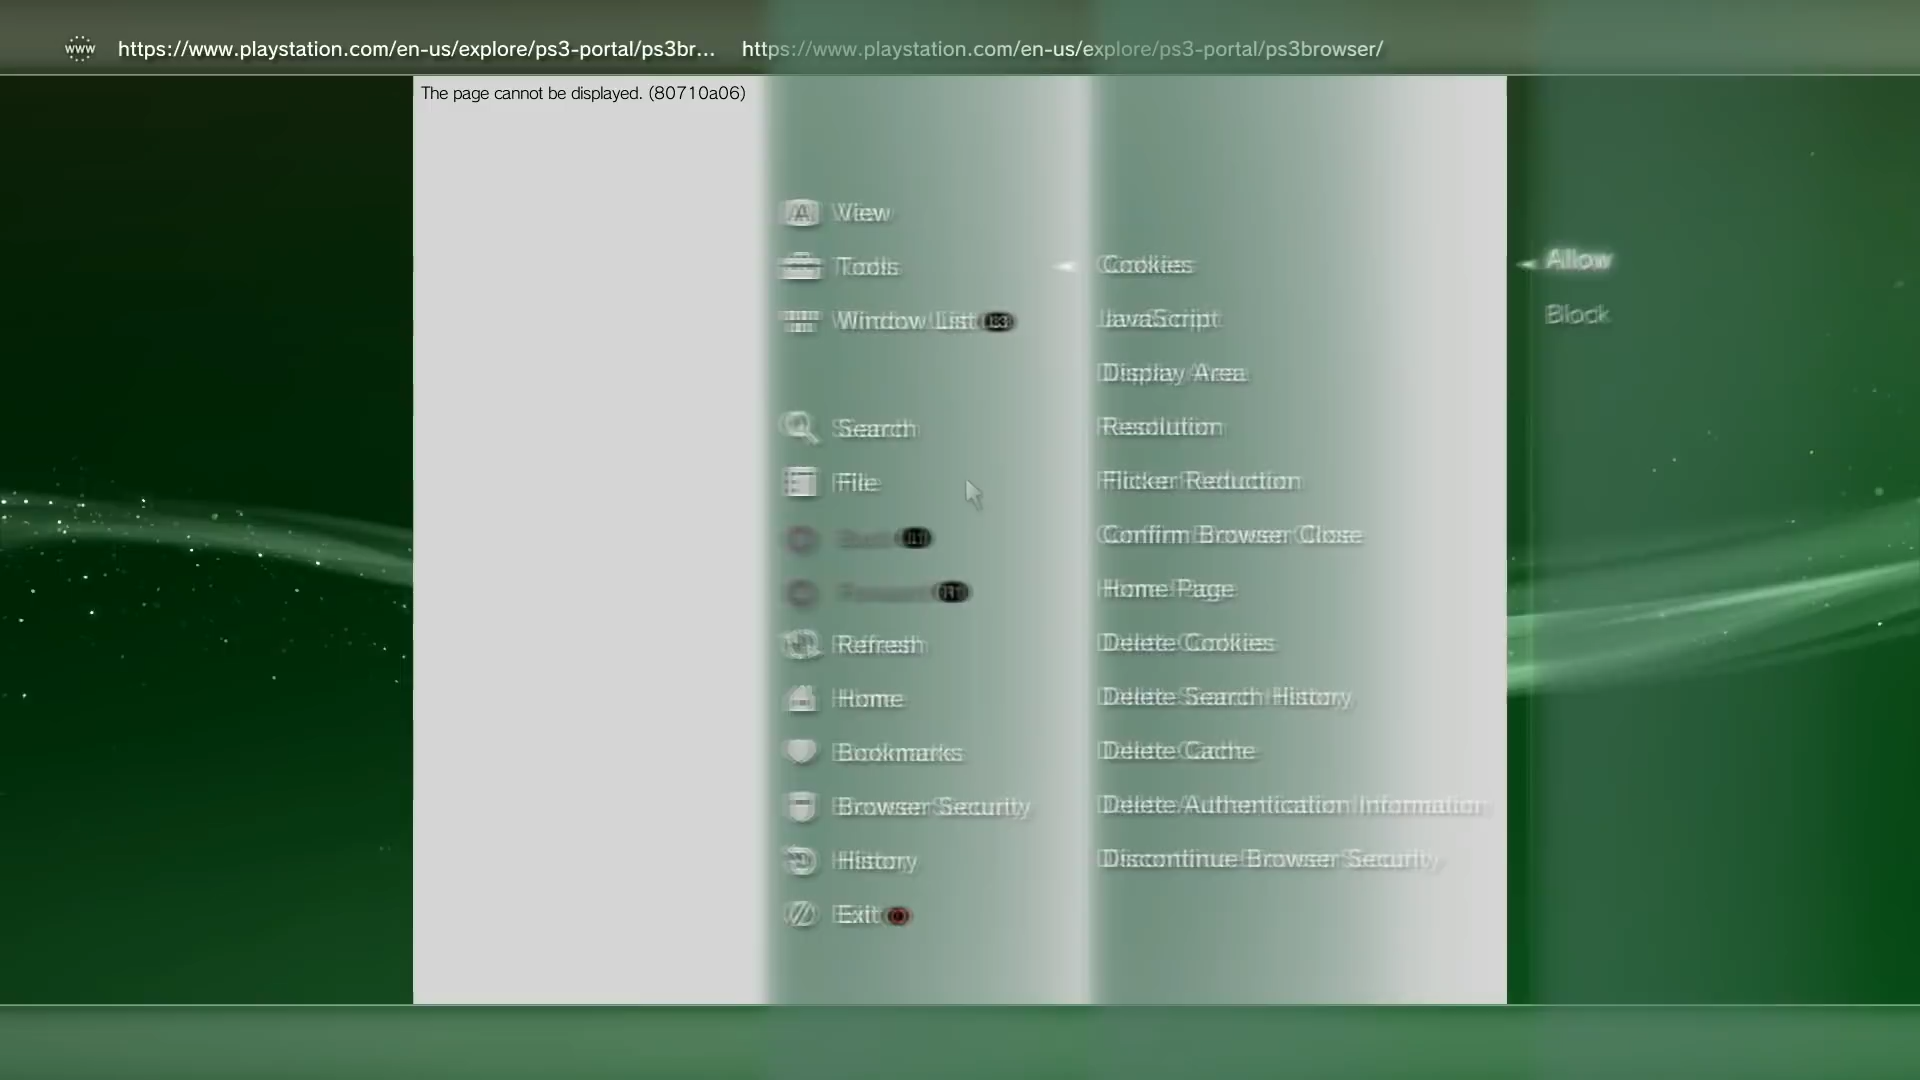 www https://www.playstation.com/en-us/explore/ps3-portal/ps3br... https://www.playstation.com/en-us/explore/ps3-portal/ps3browser/
The page cannot be displayed. (80710a06)
View
Tools
Window List
Search
File
Refresh
Home
Bookmarks
Browser Security
History
Exit
Cookies
JavaScript
Display Area
Resolution
Flicker Reduction
Confirm Browser Close
Home Page
Delete Cookies
Delete Search History
Delete Cache
Delete Authentication Information
Discontinue Browser Security
Allow
Block